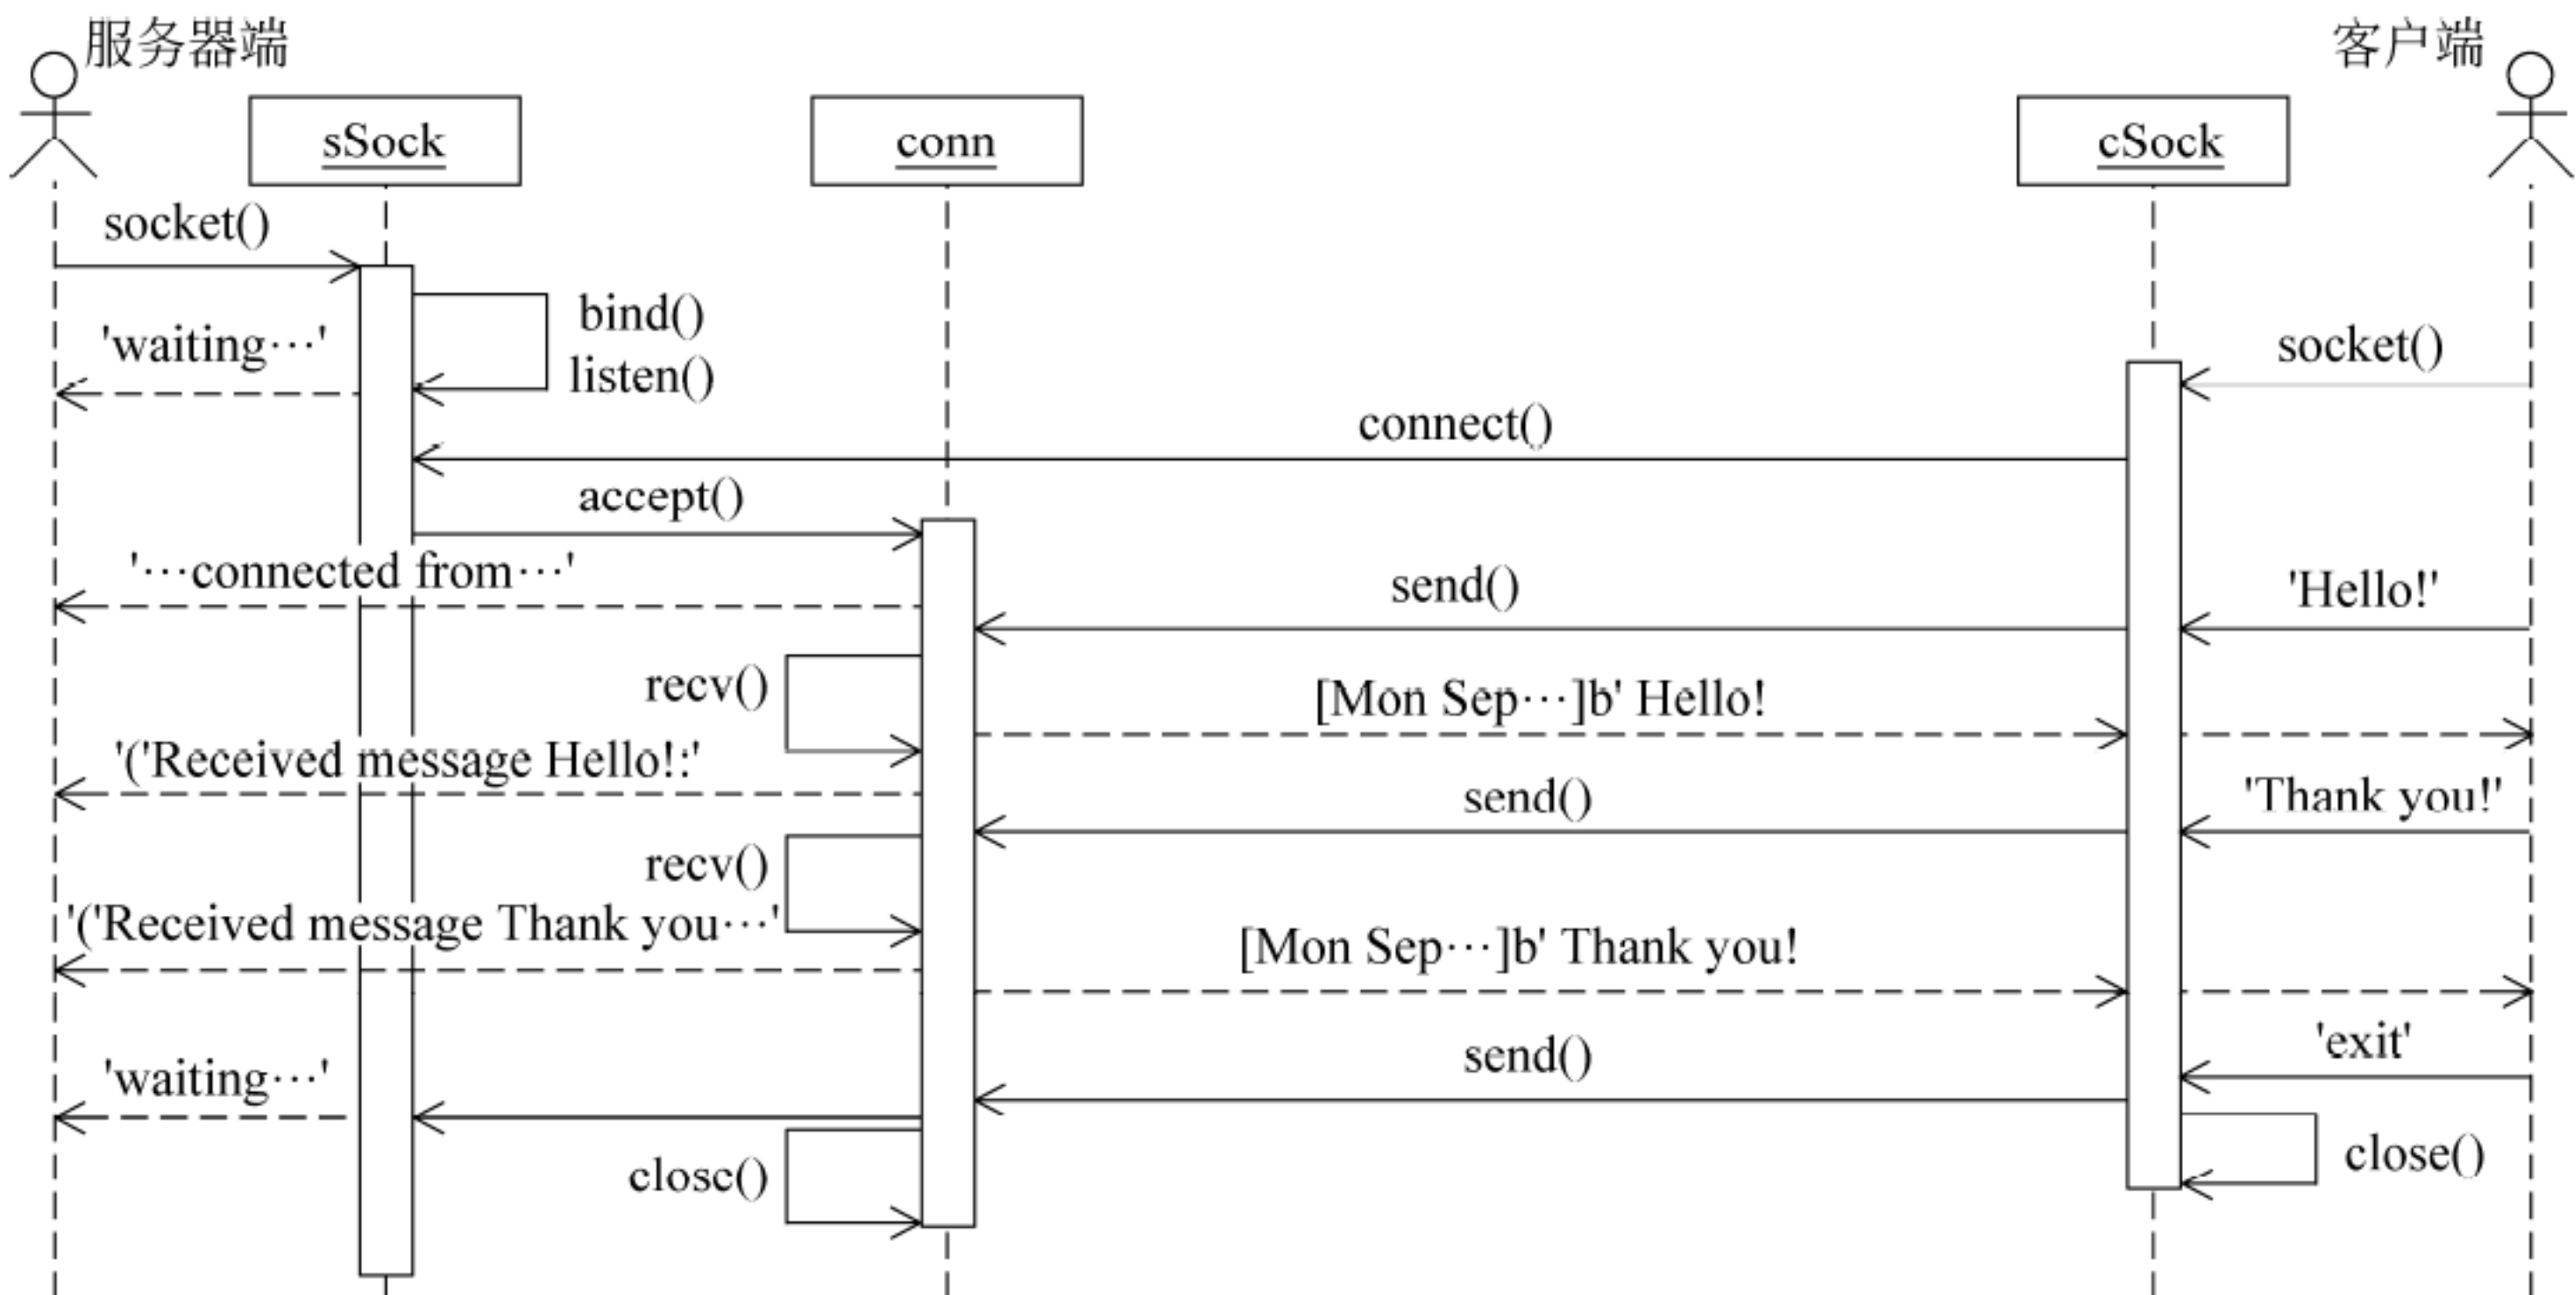 服务器端
客户端
sSock
conn
cSock
socket()
bind()
'waiting···'
listen()
socket()
connect()
accept()
'···connected from···'
send()
'Hello!'
recv()
[Mon Sep···]b' Hello!
'('Received message Hello!:'
send()
'Thank you!'
recv()
'('Received message Thank you···'
[Mon Sep···]b' Thank you!
'exit'
send()
'waiting···'
close()
closc()